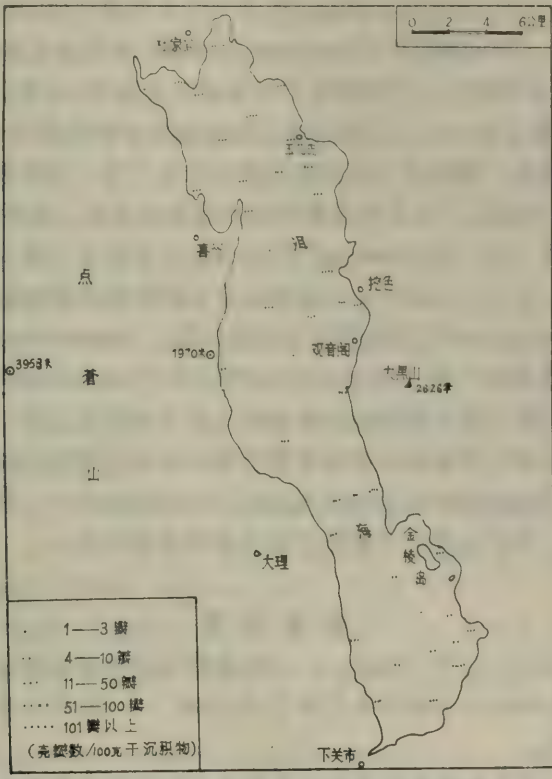 0 2 4 6公里
洱
挖色
点
观音阁
1970米
3958米
苍
大黑山
2626米
山
海
金
梭
岛
大理
1——3 瓣
4——10 瓣
11——50 瓣
51——100 瓣
101 瓣以上
(壳瓣数/100克干沉积物)
下关市